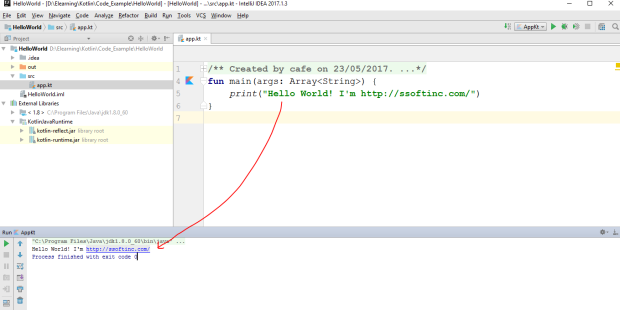 HelloWorld - [D:\Elearning\Kotlin\Code_Example\HelloWorld] - [HelloWorld] - ...\src\app.kt - IntelliJ IDEA 2017.1.3
File Edit View Navigate Code Analyze Refactor Build Run Tools VCS Window Help
HelloWorld src app.kt AppKt
Project app.kt
HelloWorld D:\Elearning\Kotlin\Code_Example\HelloWorld
.idea
out
src
app.kt
HelloWorld.iml
External Libraries
< 1.8 > C:\Program Files\Java\jdk1.8.0_60
KotlinJavaRuntime
kotlin-reflect.jar library root
kotlin-runtime.jar library root
1 /** Created by cafe on 23/05/2017. ...*/
4 fun main(args: Array<String>) {
5 print("Hello World! I'm http://ssoftinc.com/")
6 }
7
Run AppKt
"C:\Program Files\Java\jdk1.8.0_60\bin\java" ...
Hello World! I'm http://ssoftinc.com/
Process finished with exit code 0